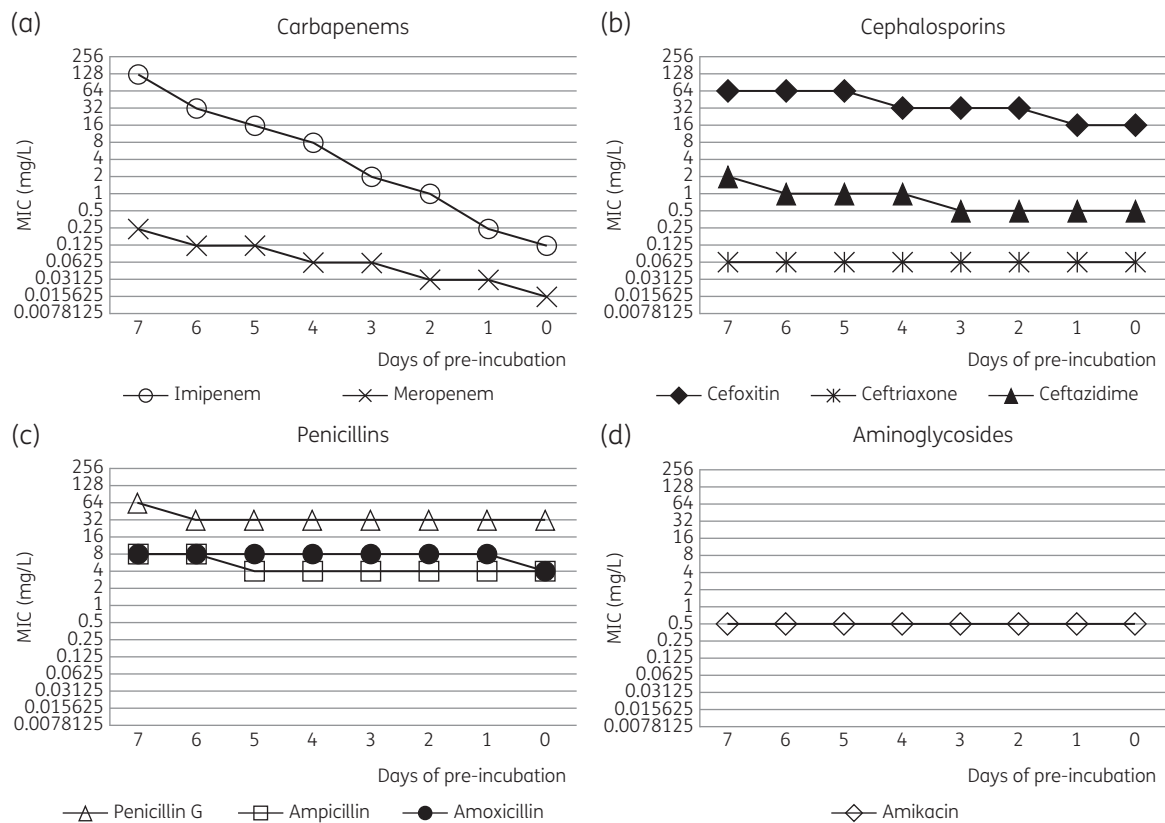 (a)
Carbapenems
MIC (mg/L)
256
128
64
32
16
8
4
2
1
0.5
0.25
0.125
0.0625
0.03125
0.015625
0.0078125
7 6 5 4 3 2 1 0
Days of pre-incubation
Imipenem Meropenem
(b)
Cephalosporins
MIC (mg/L)
256
128
64
32
16
8
4
2
1
0.5
0.25
0.125
0.0625
0.03125
0.015625
0.0078125
7 6 5 4 3 2 1 0
Days of pre-incubation
Cefoxitin Ceftriaxone Ceftazidime
(c)
Penicillins
MIC (mg/L)
256
128
64
32
16
8
4
2
1
0.5
0.25
0.125
0.0625
0.03125
0.015625
0.0078125
7 6 5 4 3 2 1 0
Days of pre-incubation
Penicillin G Ampicillin Amoxicillin
(d)
Aminoglycosides
MIC (mg/L)
256
128
64
32
16
8
4
2
1
0.5
0.25
0.125
0.0625
0.03125
0.015625
0.0078125
7 6 5 4 3 2 1 0
Days of pre-incubation
Amikacin